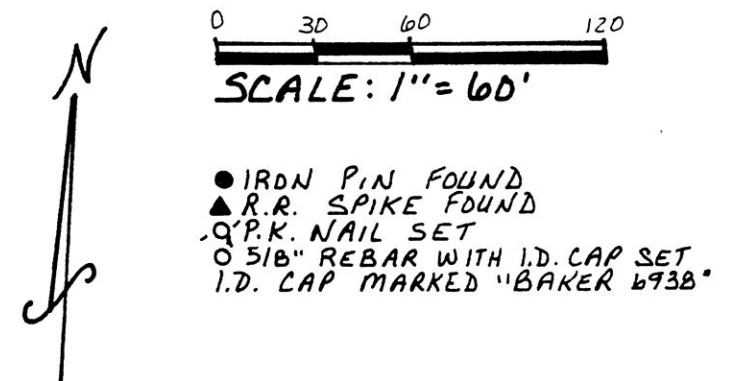 0 30 60 120
N
SCALE: 1"= 60'
● IRON PIN FOUND
▲ R.R. SPIKE FOUND
P.K. NAIL SET
O 5/8" REBAR WITH I.D. CAP SET
I.D. CAP MARKED "BAKER 6938"